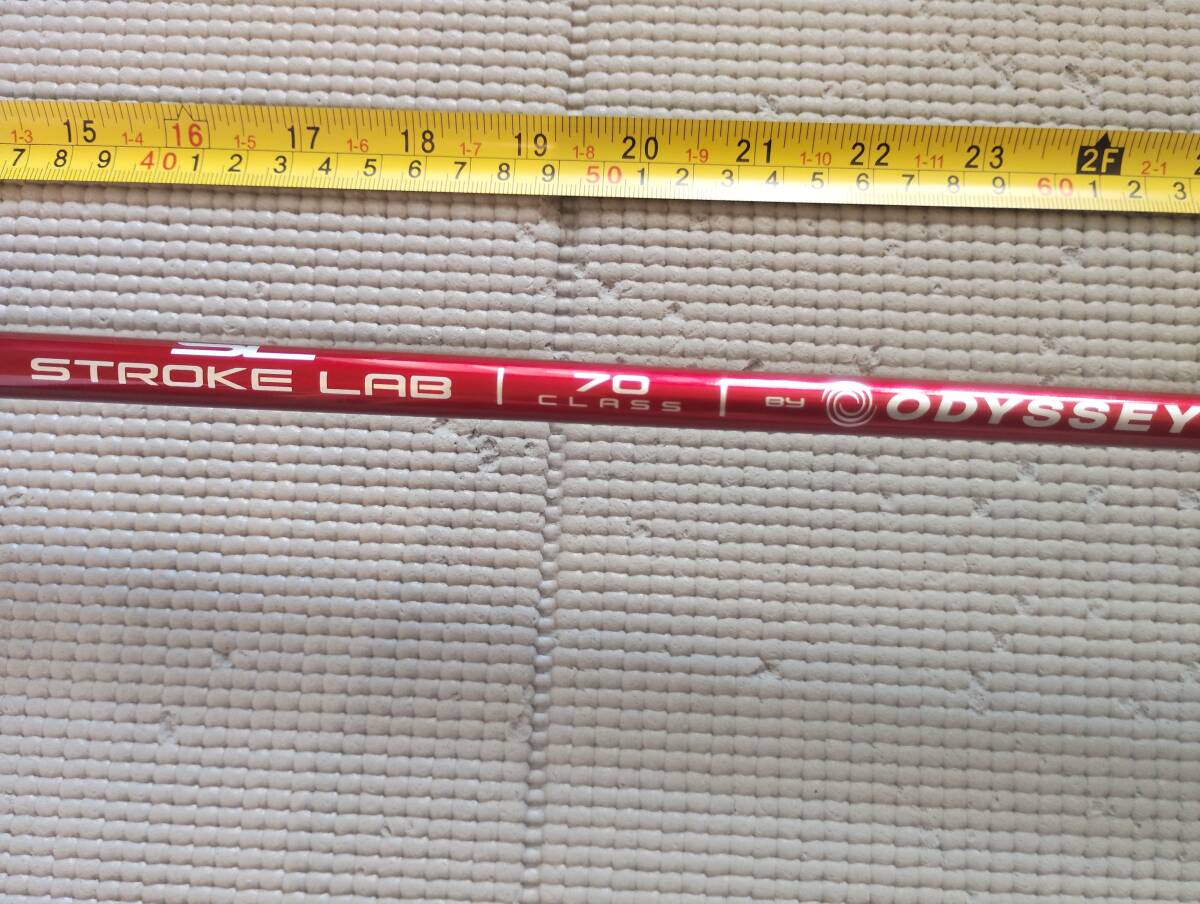 15 16 17 18 19 20 21 22 23 2F
1-3 1-4 1-5 1-6 1-7 1-8 1-9 1-10 1-11 2-1
7 8 9 40 1 2 3 4 5 6 7 8 9 50 1 2 3 4 5 6 7 8 9 60 1 2 3
SL
STROKE LAB | 70 CLASS | BY ODYSSEY